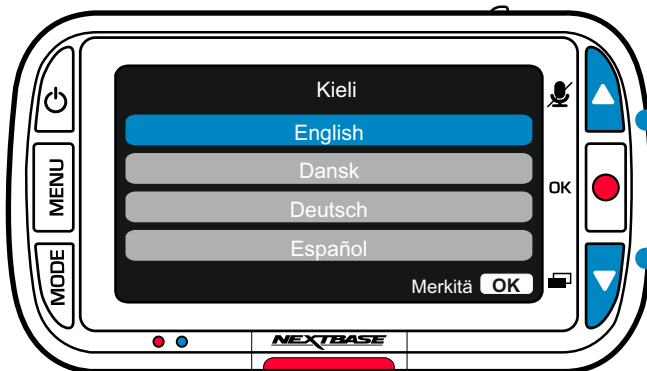 Kieli
English
Dansk
Deutsch
Español
Merkitä OK
MENU
MODE
OK
NEXTBASE